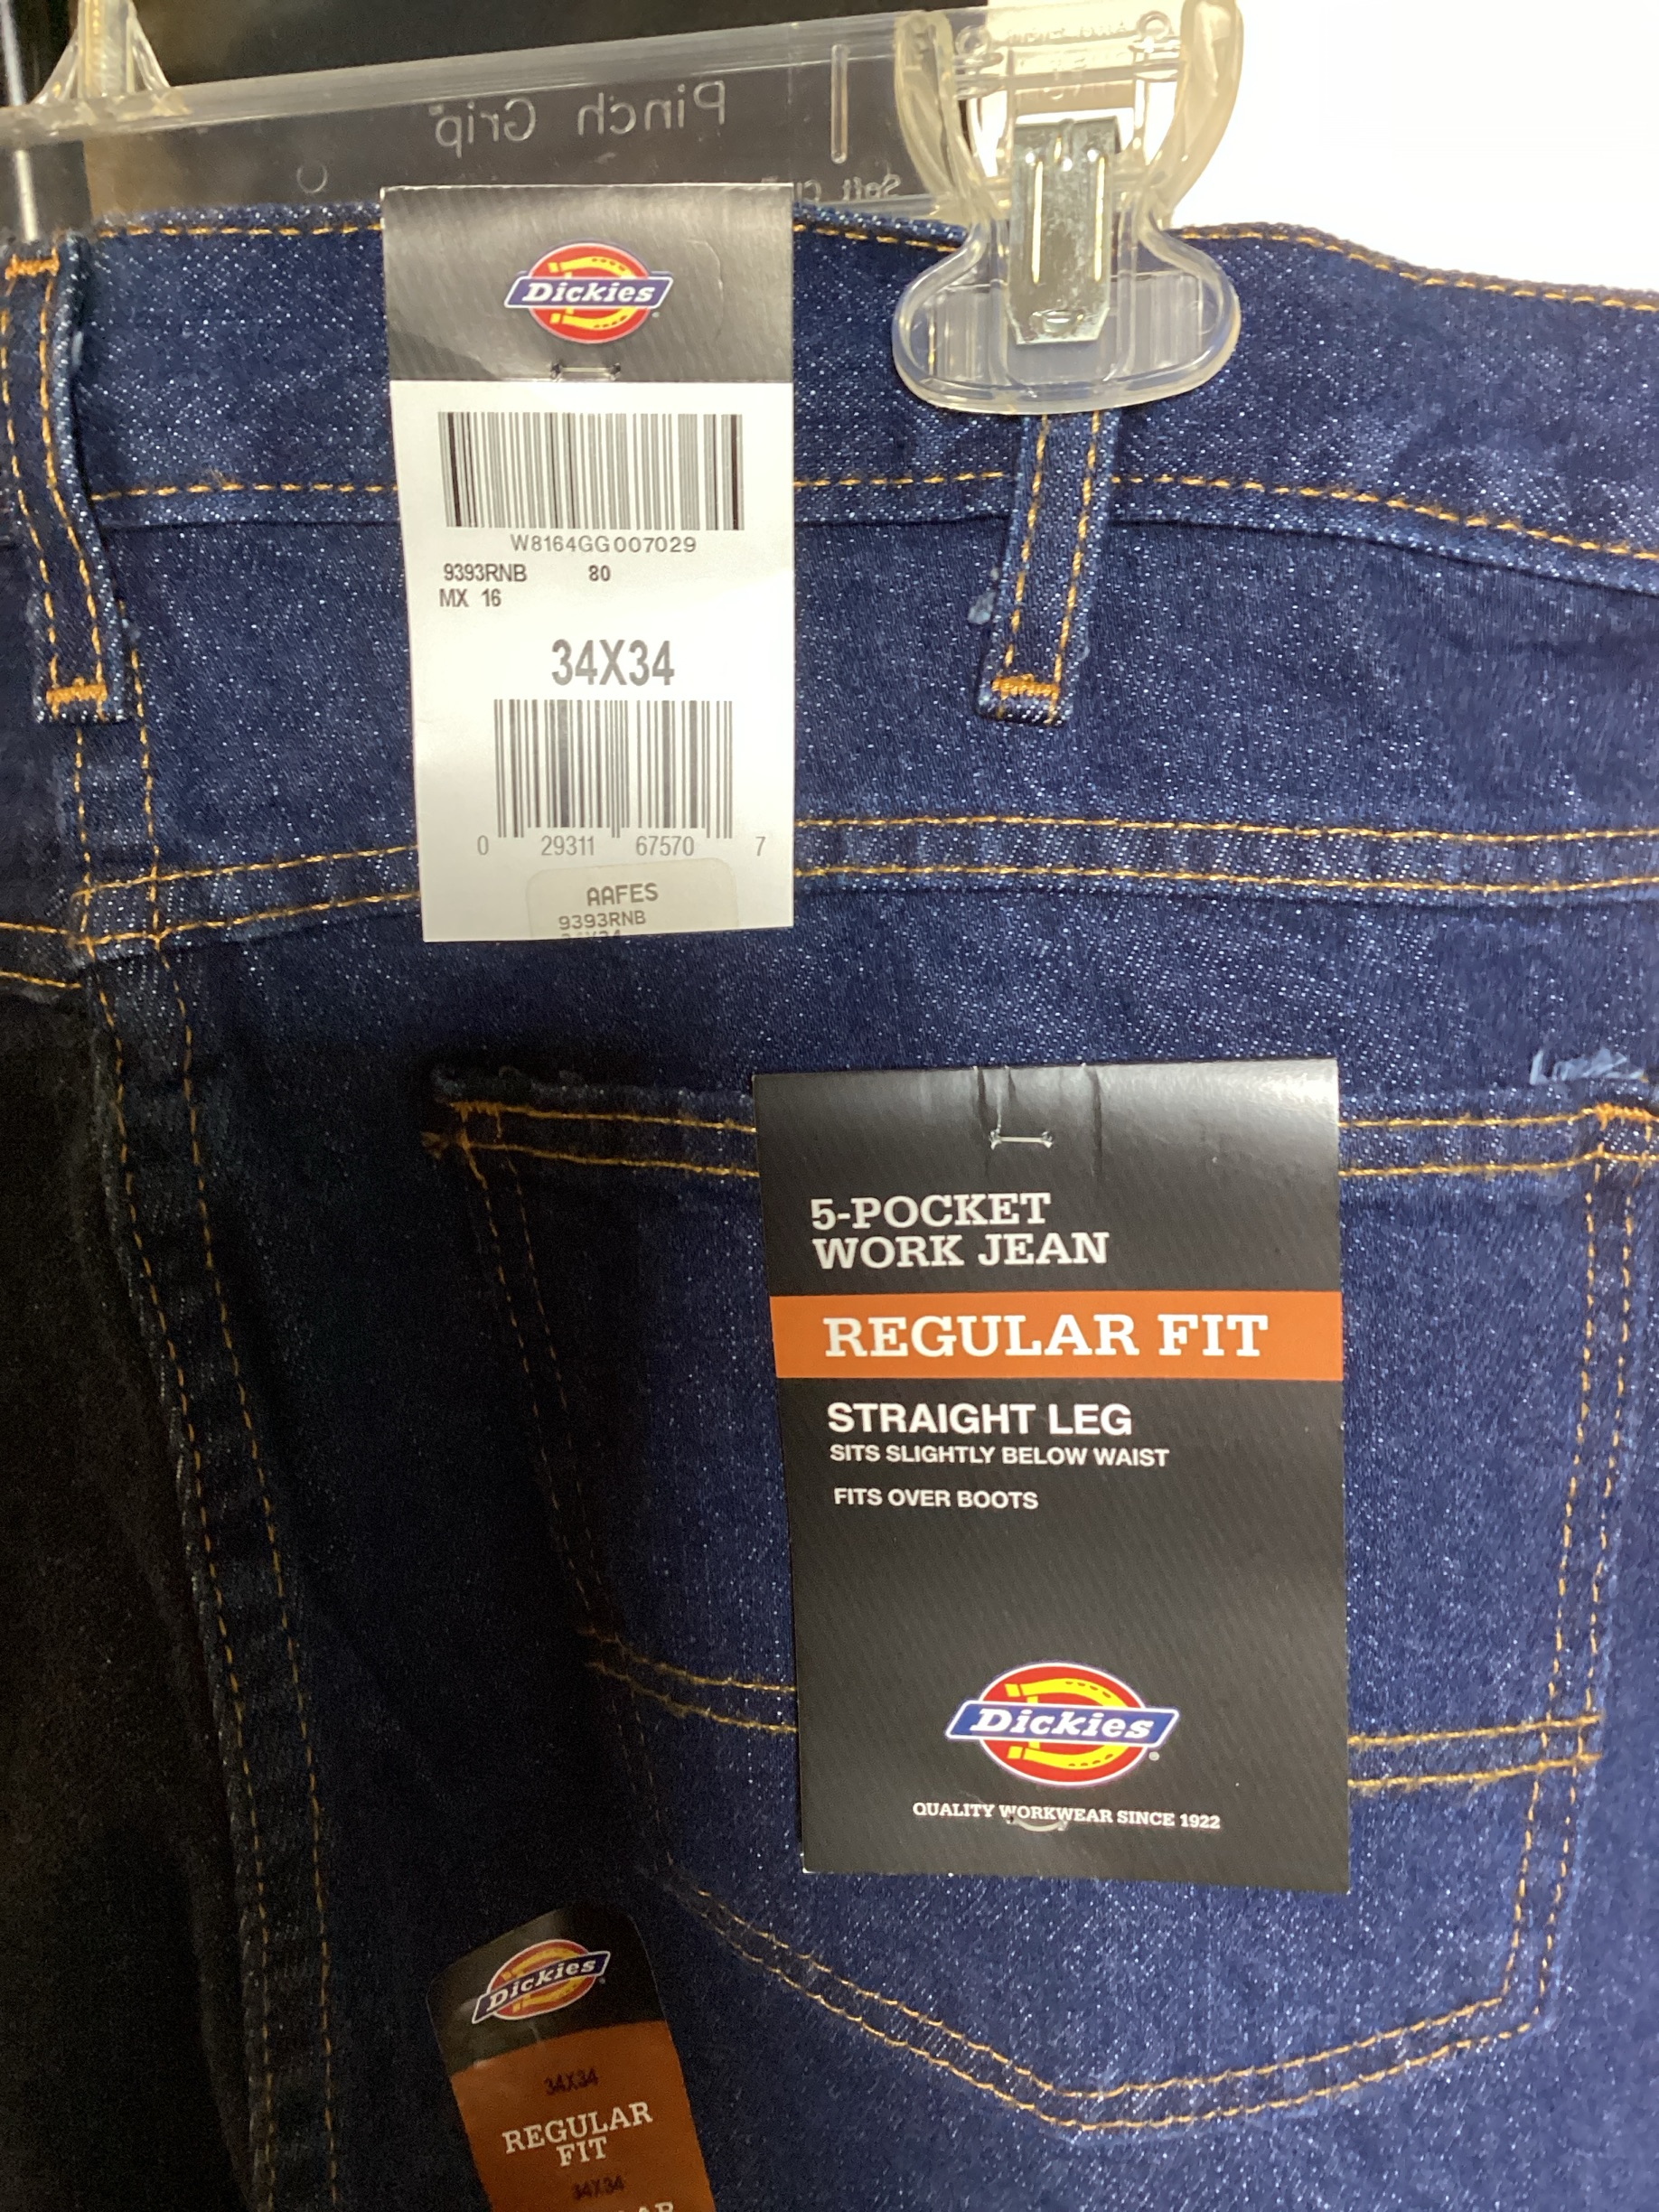 Pinch Grip
Dickies
W8164GG007029
9393RNB 80
MX 16
34X34
0 29311 67570 7
AAFES
9393RNB
5-POCKET
WORK JEAN
REGULAR FIT
STRAIGHT LEG
SITS SLIGHTLY BELOW WAIST
FITS OVER BOOTS
Dickies
QUALITY WORKWEAR SINCE 1922
Dickies
34X34
REGULAR
FIT
34X34